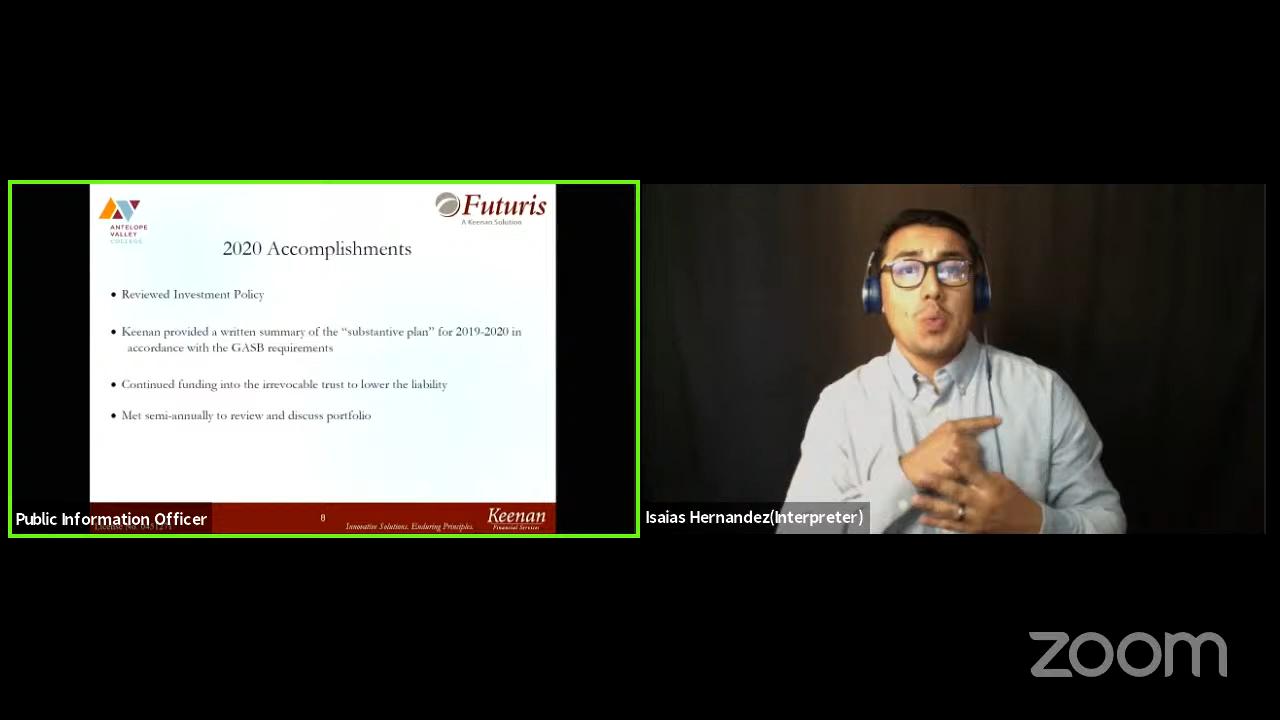 ANTELOPE
VALLEY
COLLEGE
Futuris
A Keenan Solution
2020 Accomplishments
• Reviewed Investment Policy
• Keenan provided a written summary of the “substantive plan” for 2019-2020 in
accordance with the GASB requirements
• Continued funding into the irrevocable trust to lower the liability
• Met semi-annually to review and discuss portfolio
Public Information Officer
8
Innovative Solutions. Enduring Principles.
Keenan
Financial Services
Isaias Hernandez(Interpreter)
zoom